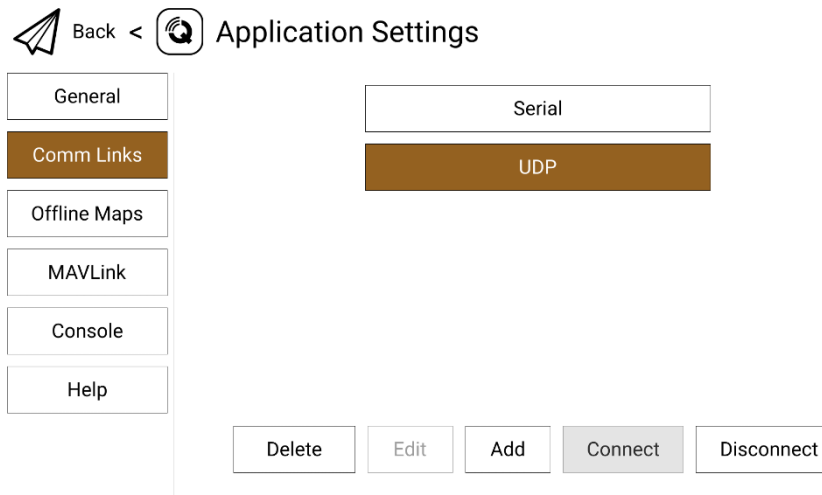 Back < Application Settings
General
Comm Links
Offline Maps
MAVLink
Console
Help
Serial
UDP
Delete Edit Add Connect Disconnect